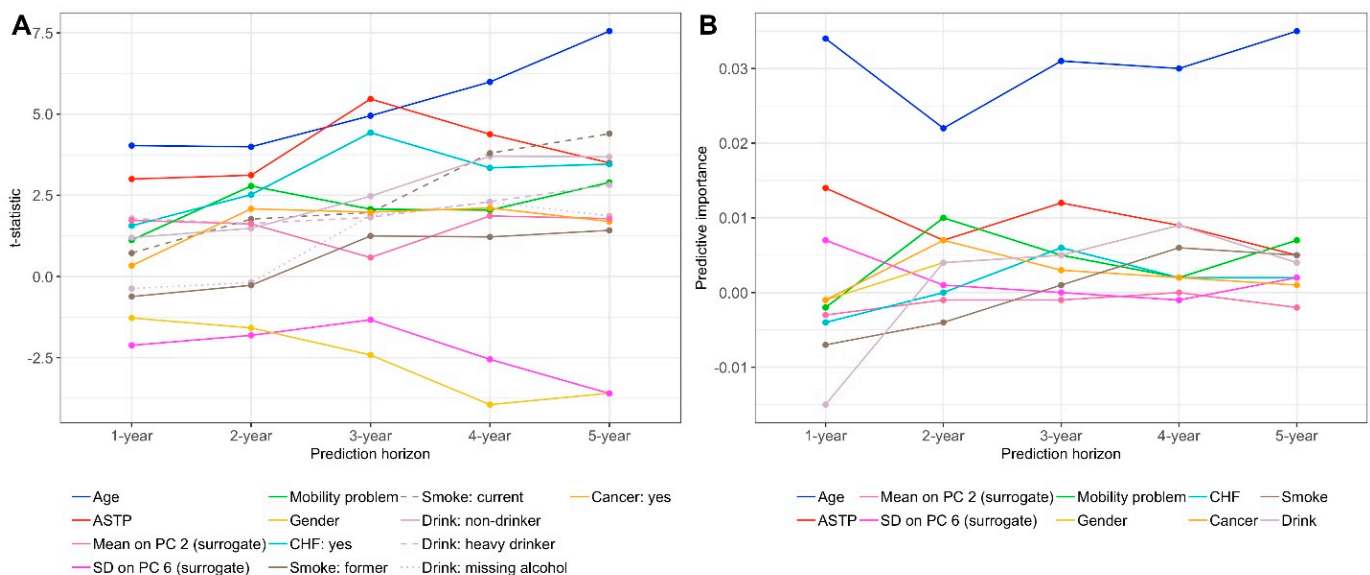 A
7.5
5.0
2.5
0.0
-2.5
t-statistic
1-year 2-year 3-year 4-year 5-year
Prediction horizon
Age Mobility problem Smoke: current Cancer: yes
ASTP Gender Drink: non-drinker
Mean on PC 2 (surrogate) CHF: yes Drink: heavy drinker
SD on PC 6 (surrogate) Smoke: former Drink: missing alcohol
B
0.03
0.02
0.01
0.00
-0.01
Predictive importance
1-year 2-year 3-year 4-year 5-year
Prediction horizon
Age Mean on PC 2 (surrogate) Mobility problem CHF Smoke
ASTP SD on PC 6 (surrogate) Gender Cancer Drink